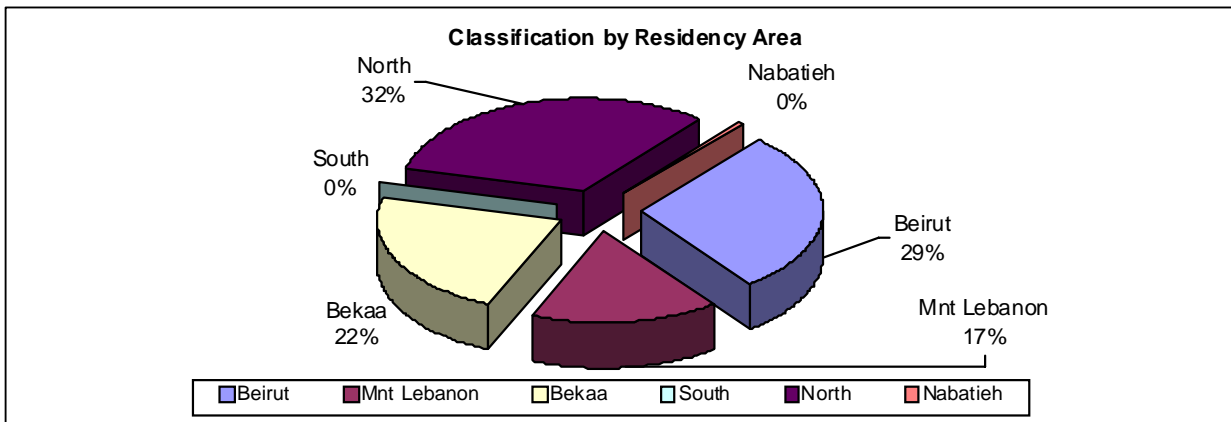 Classification by Residency Area
North
32%
Nabatieh
0%
South
0%
Beirut
29%
Bekaa
22%
Mnt Lebanon
17%
Beirut Mnt Lebanon Bekaa South North Nabatieh